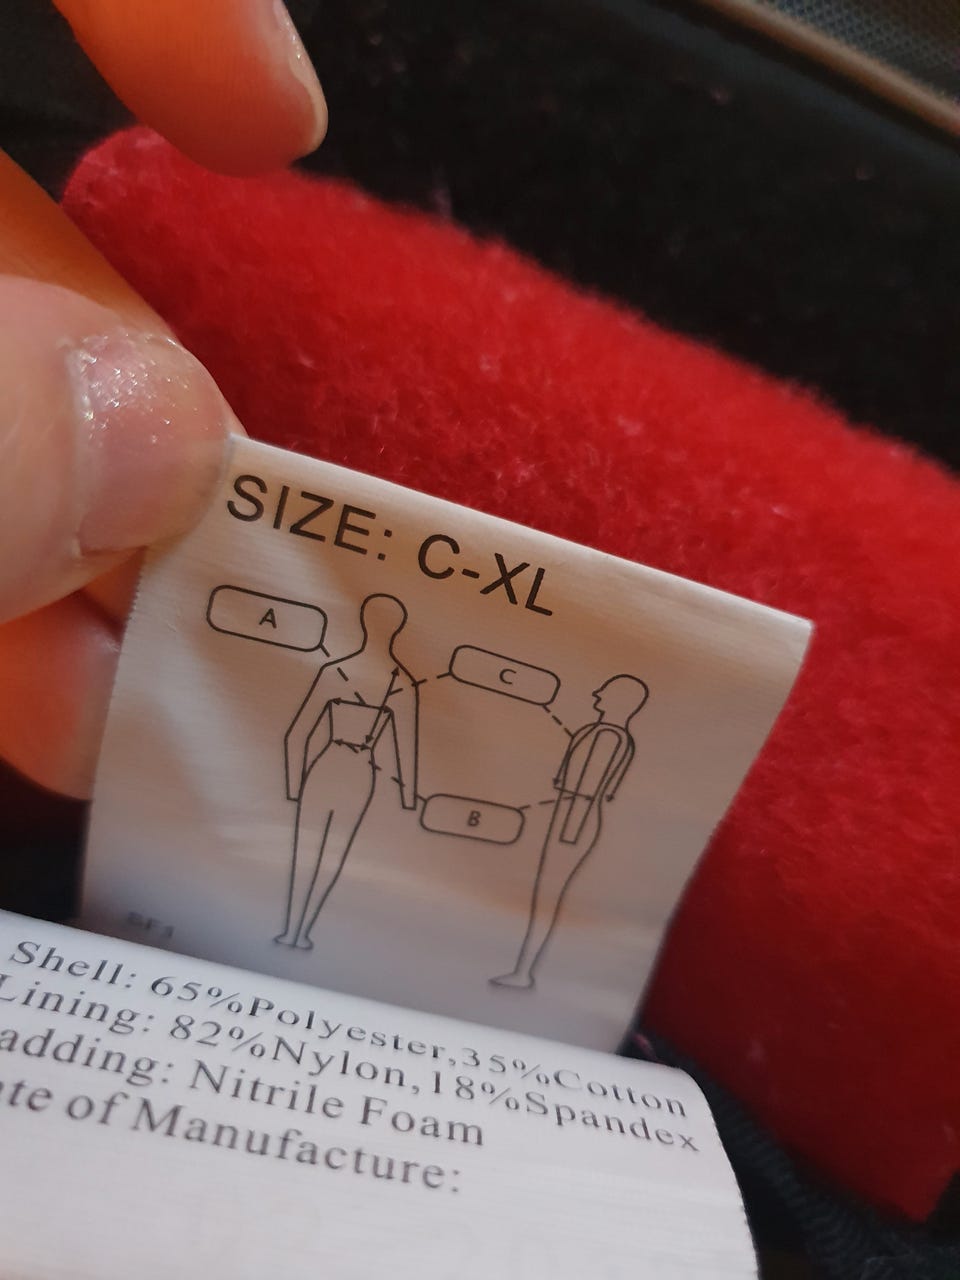 SIZE: C-XL
A
C
B
Shell: 65%Polyester,35%Cotton
Lining: 82%Nylon,18%Spandex
adding: Nitrile Foam
ate of Manufacture: